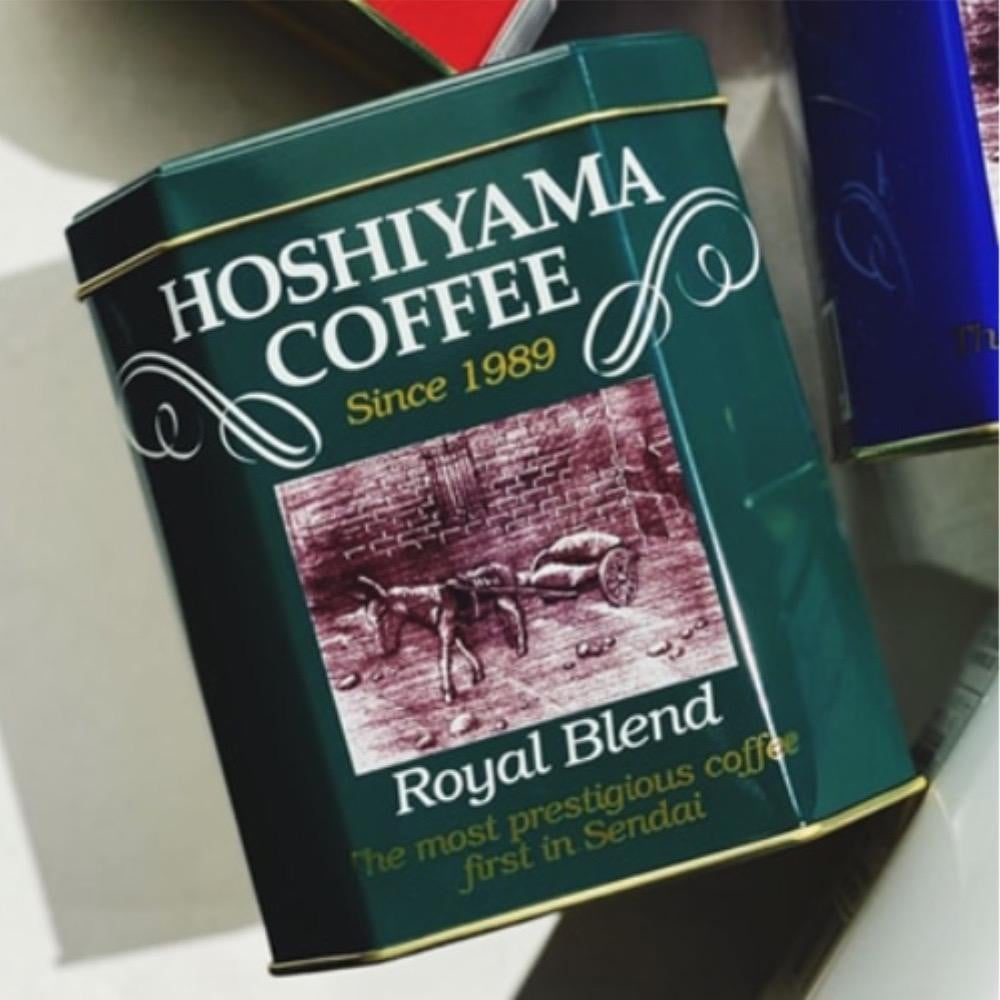 HOSHIYAMA
COFFEE
Since 1989
Royal Blend
The most prestigious coffee
first in Sendai